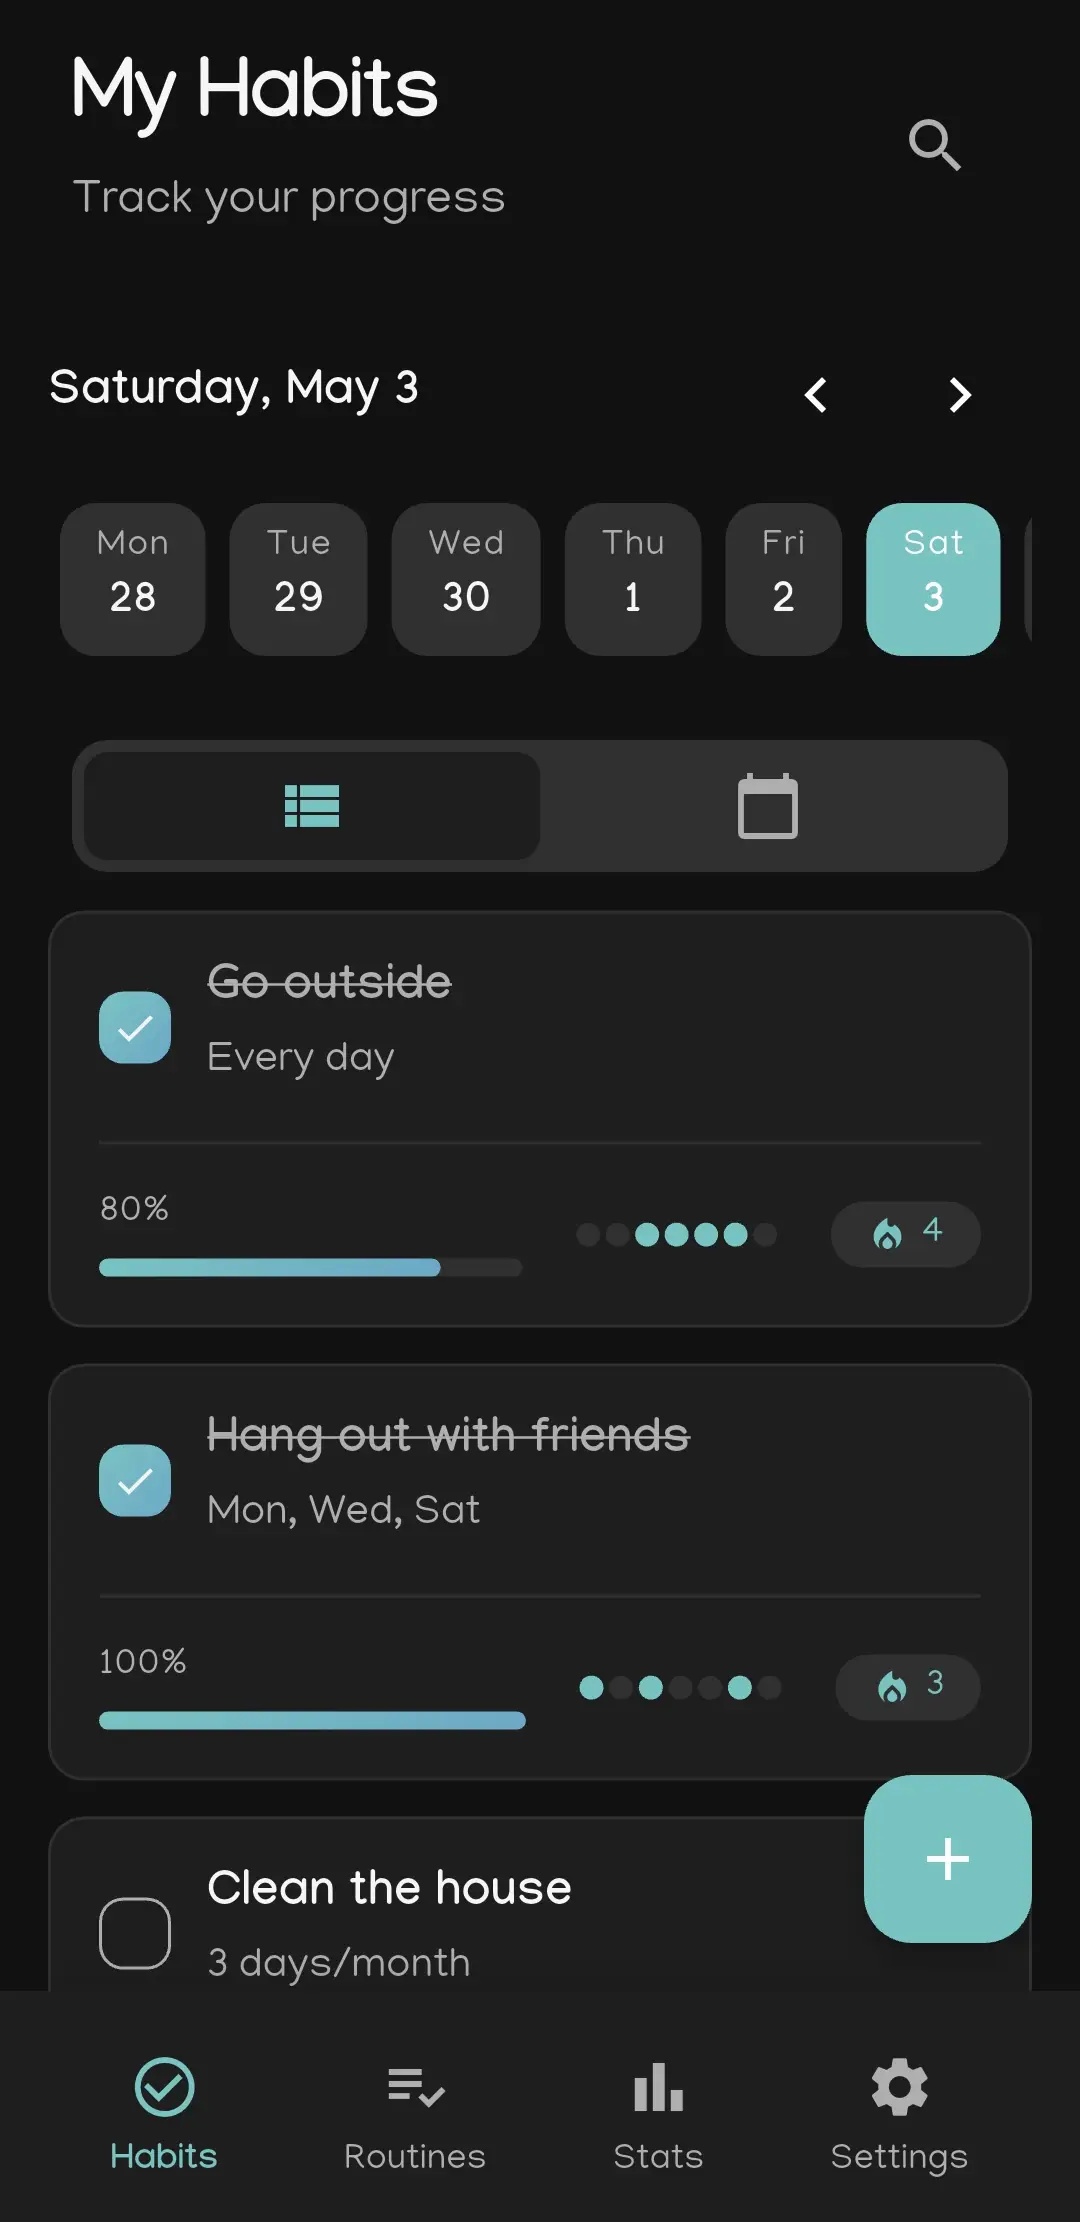 My Habits
Track your progress
Saturday, May 3
Mon Tue Wed Thu Fri Sat
28 29 30 1 2 3
Go outside
Every day
80%
4
Hang out with friends
Mon, Wed, Sat
100%
3
Clean the house
3 days/month
Habits Routines Stats Settings